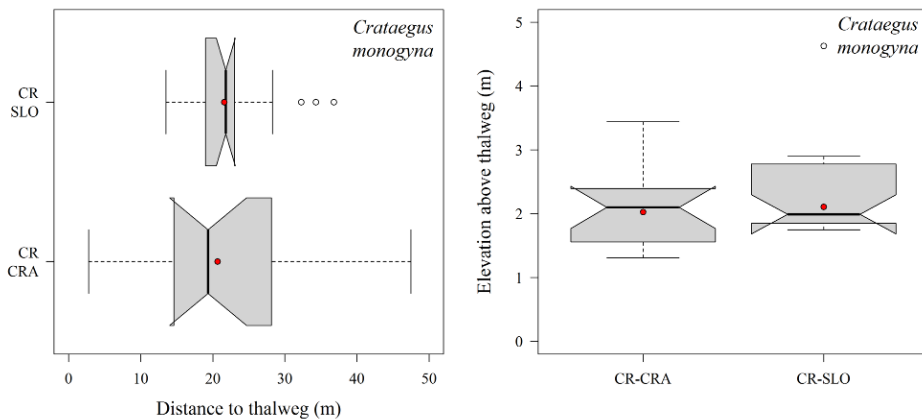 Crataegus
monogyna
CR
SLO
CR
CRA
0 10 20 30 40 50
Distance to thalweg (m)
Crataegus
monogyna
Elevation above thalweg (m)
5
4
3
2
1
0
CR-CRA CR-SLO